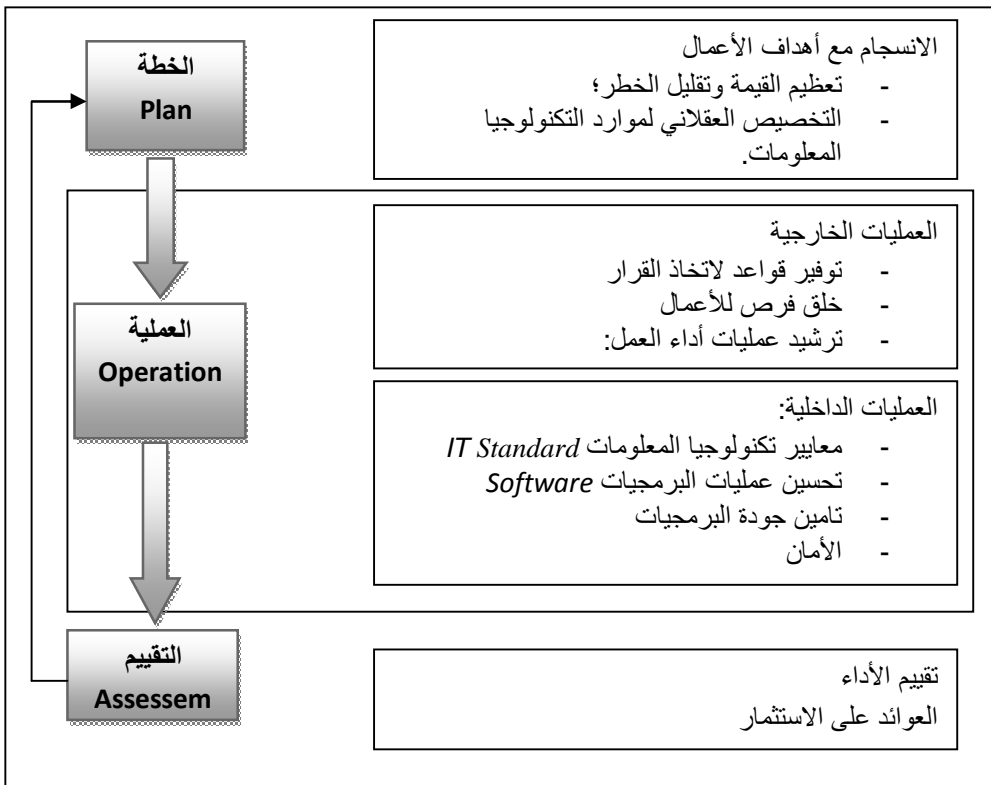 الخطة
Plan
الانسجام مع أهداف الأعمال
- تعظيم القيمة وتقليل الخطر؛
- التخصيص العقلاني لموارد التكنولوجيا
المعلومات.
العملية
Operation
العمليات الخارجية
- توفير قواعد لاتخاذ القرار
- خلق فرص للأعمال
- ترشيد عمليات أداء العمل:
العمليات الداخلية:
- معايير تكنولوجيا المعلومات IT Standard
- تحسين عمليات البرمجيات Software
- تامين جودة البرمجيات
- الأمان
التقييم
Assessem
تقييم الأداء
العوائد على الاستثمار